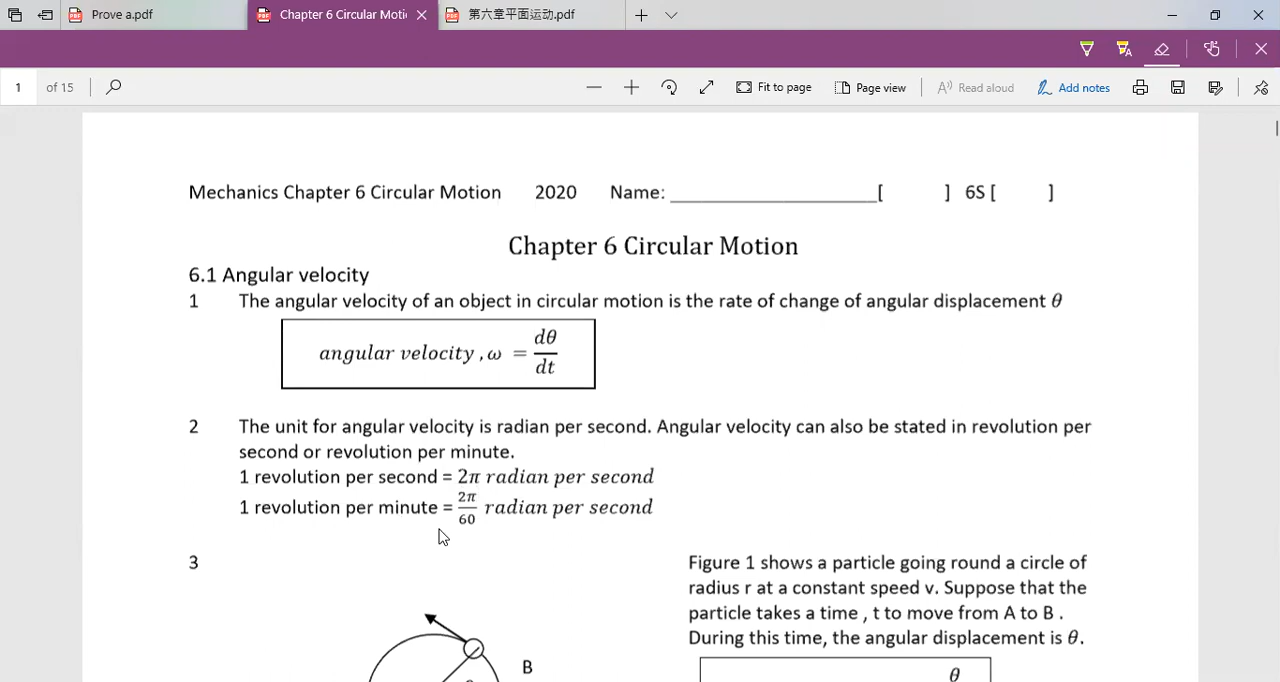 Prove a.pdf
Chapter 6 Circular Moti
第六章平面运动.pdf
1 of 15
Fit to page
Page view
Read aloud
Add notes
Mechanics Chapter 6 Circular Motion 2020 Name: ____________________[ ] 6S [ ]
Chapter 6 Circular Motion
6.1 Angular velocity
1 The angular velocity of an object in circular motion is the rate of change of angular displacement θ
angular velocity , ω = dθ/dt
2 The unit for angular velocity is radian per second. Angular velocity can also be stated in revolution per
second or revolution per minute.
1 revolution per second = 2π radian per second
1 revolution per minute = 2π/60 radian per second
3
Figure 1 shows a particle going round a circle of
radius r at a constant speed v. Suppose that the
particle takes a time , t to move from A to B .
During this time, the angular displacement is θ.
θ
B